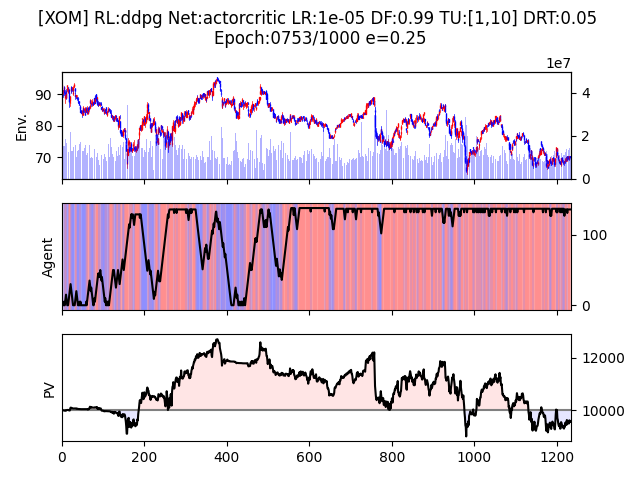 [XOM] RL:ddpg Net:actorcritic LR:1e-05 DF:0.99 TU:[1,10] DRT:0.05
Epoch:0753/1000 e=0.25
1e7
Env.
90
80
70
4
2
0
Agent
100
0
PV
12000
10000
0
200
400
600
800
1000
1200